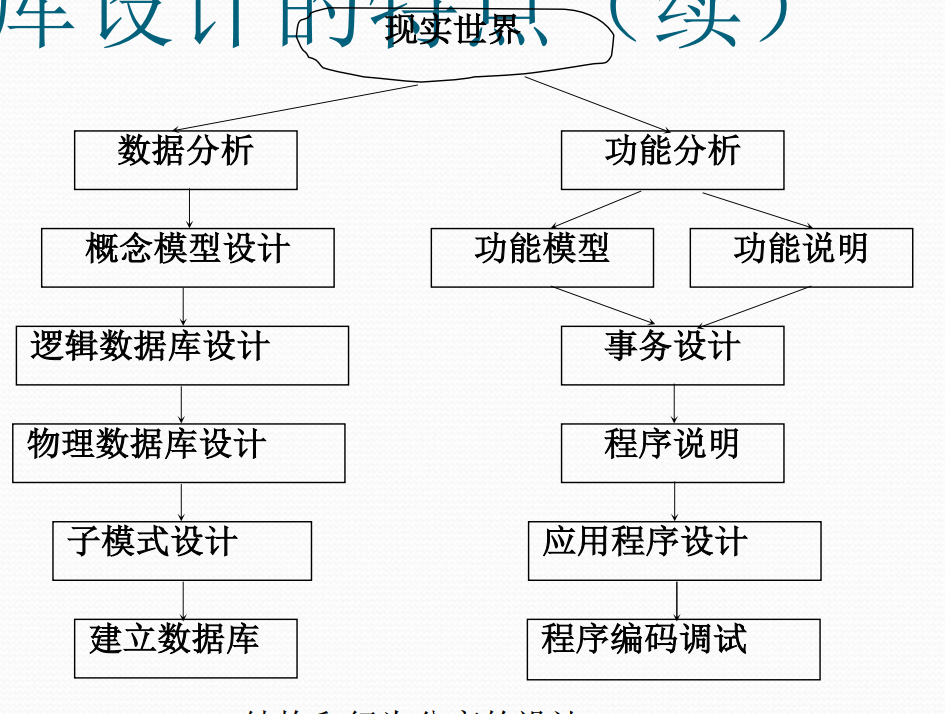 库设计的特点（续）
现实世界
数据分析
功能分析
概念模型设计
功能模型
功能说明
逻辑数据库设计
事务设计
物理数据库设计
程序说明
子模式设计
应用程序设计
建立数据库
程序编码调试